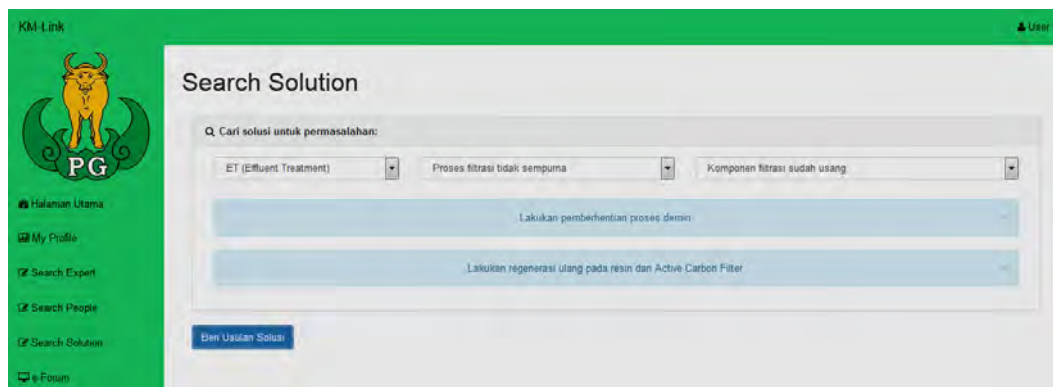 KM-Link
User
PG
Halaman Utama
My Profile
Search Expert
Search People
Search Solution
e-Forum
Search Solution
Cari solusi untuk permasalahan:
ET (Effluent Treatment)
Proses filtrasi tidak sempurna
Komponen filtrasi sudah usang
Lakukan pemberhentian proses demin
Lakukan regenerasi ulang pada resin dan Active Carbon Filter
Beri Usulan Solusi